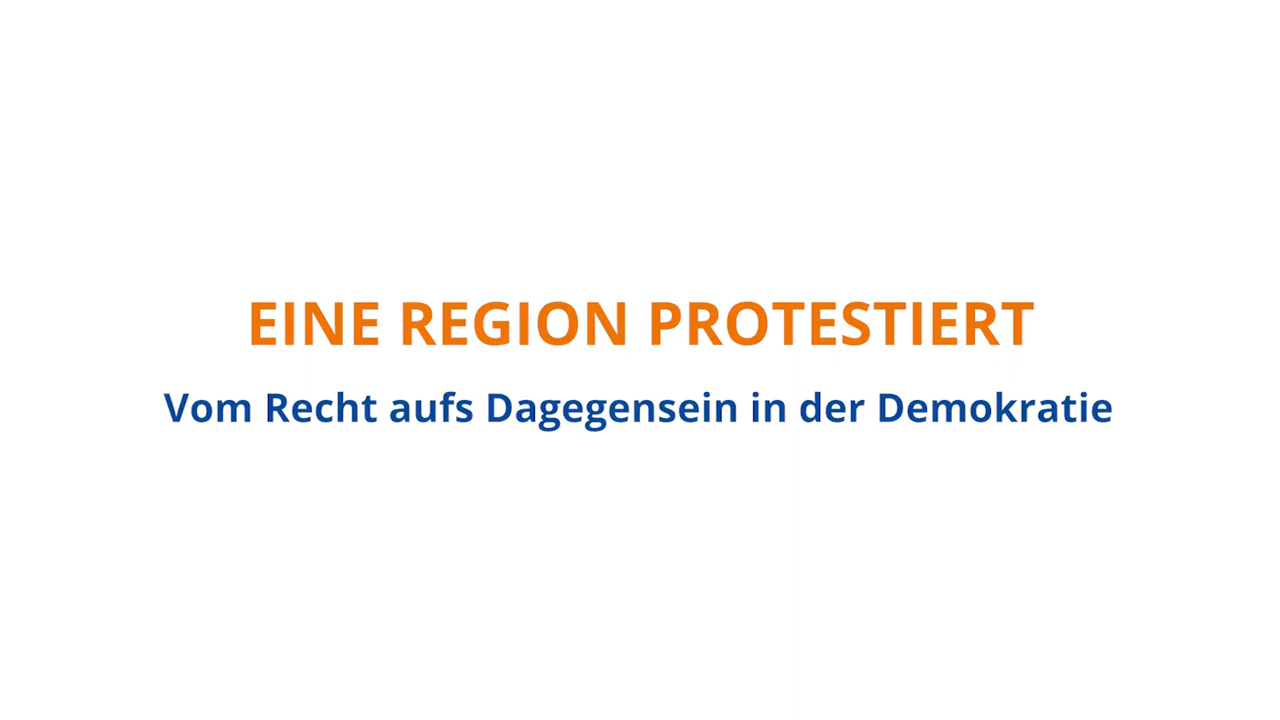 EINE REGION PROTESTIERT
Vom Recht aufs Dagegensein in der Demokratie